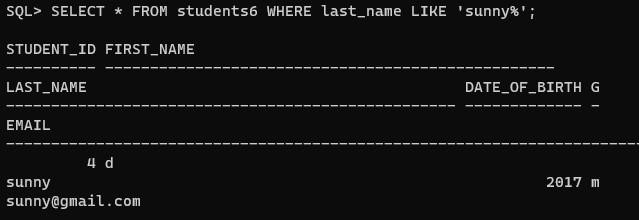 SQL> SELECT * FROM students6 WHERE last_name LIKE 'sunny%';
STUDENT_ID FIRST_NAME
---------- --------------------------------------------------
LAST_NAME                                          DATE_OF_BIRTH G
-------------------------------------------------- ------------- -
EMAIL
--------------------------------------------------------------------------------
         4 d
sunny                                                       2017 m
sunny@gmail.com